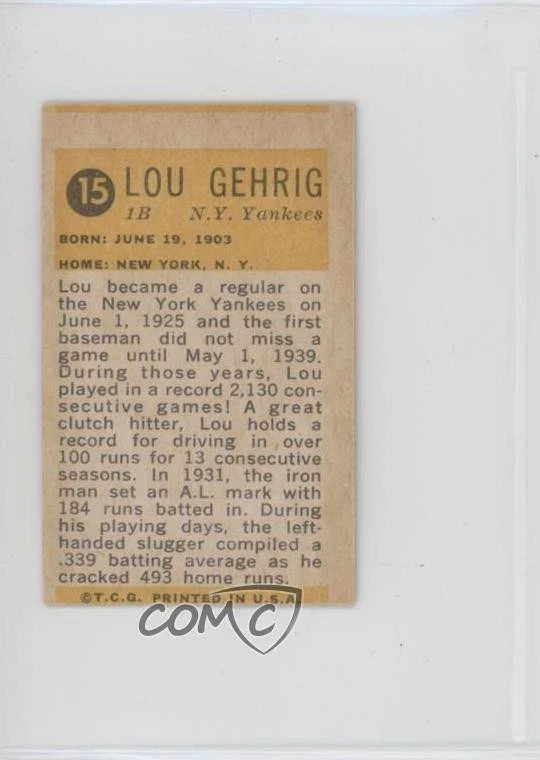 15 LOU GEHRIG
1B N.Y. Yankees
BORN: JUNE 19, 1903
HOME: NEW YORK, N. Y.
Lou became a regular on
the New York Yankees on
June 1, 1925 and the first
baseman did not miss a
game until May 1, 1939.
During those years, Lou
played in a record 2,130 con-
secutive games! A great
clutch hitter, Lou holds a
record for driving in over
100 runs for 13 consecutive
seasons. In 1931, the iron
man set an A.L. mark with
184 runs batted in. During
his playing days, the left-
handed slugger compiled a
.339 batting average as he
cracked 493 home runs.
©T.C.G. PRINTED IN U.S.A.
COMC